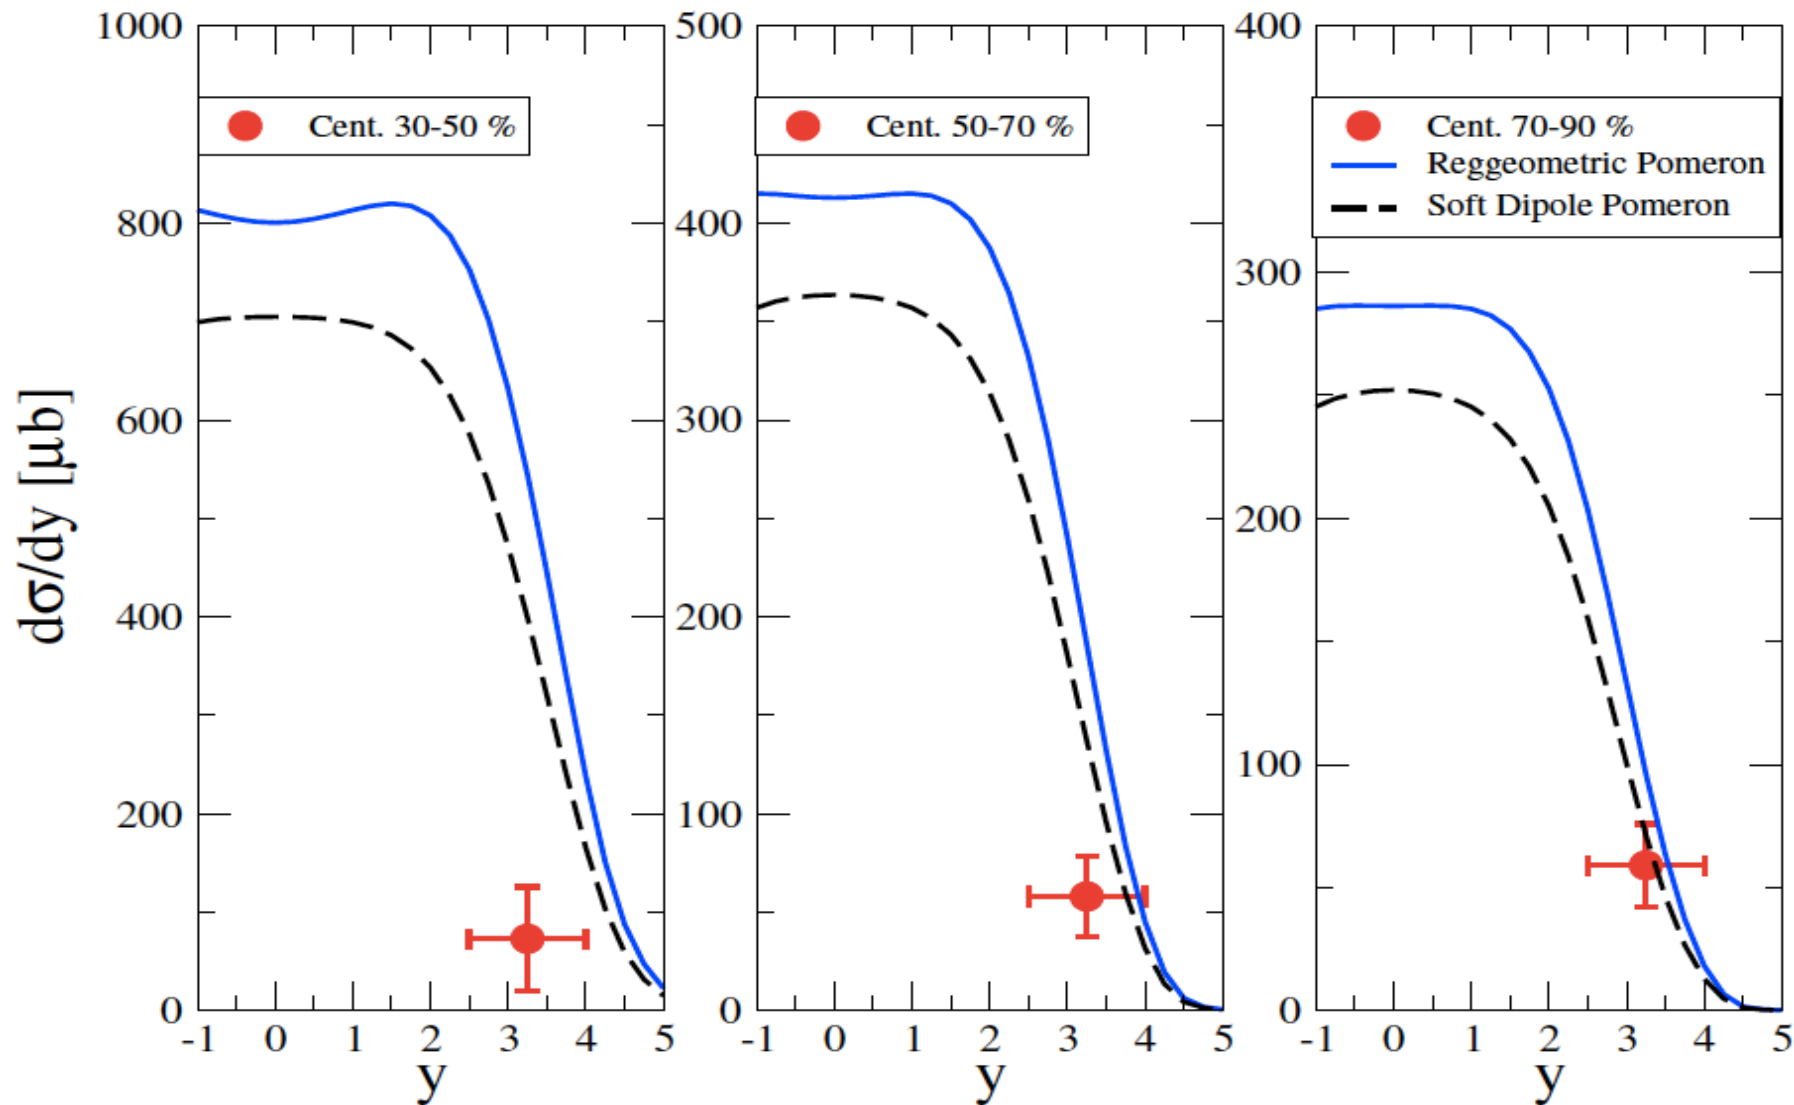 dσ/dy [μb]
1000
800
600
400
200
0
Cent. 30-50 %
-1 0 1 2 3 4 5
y
500
400
300
200
100
0
Cent. 50-70 %
-1 0 1 2 3 4 5
y
400
300
200
100
0
Cent. 70-90 %
Reggeometric Pomeron
Soft Dipole Pomeron
-1 0 1 2 3 4 5
y